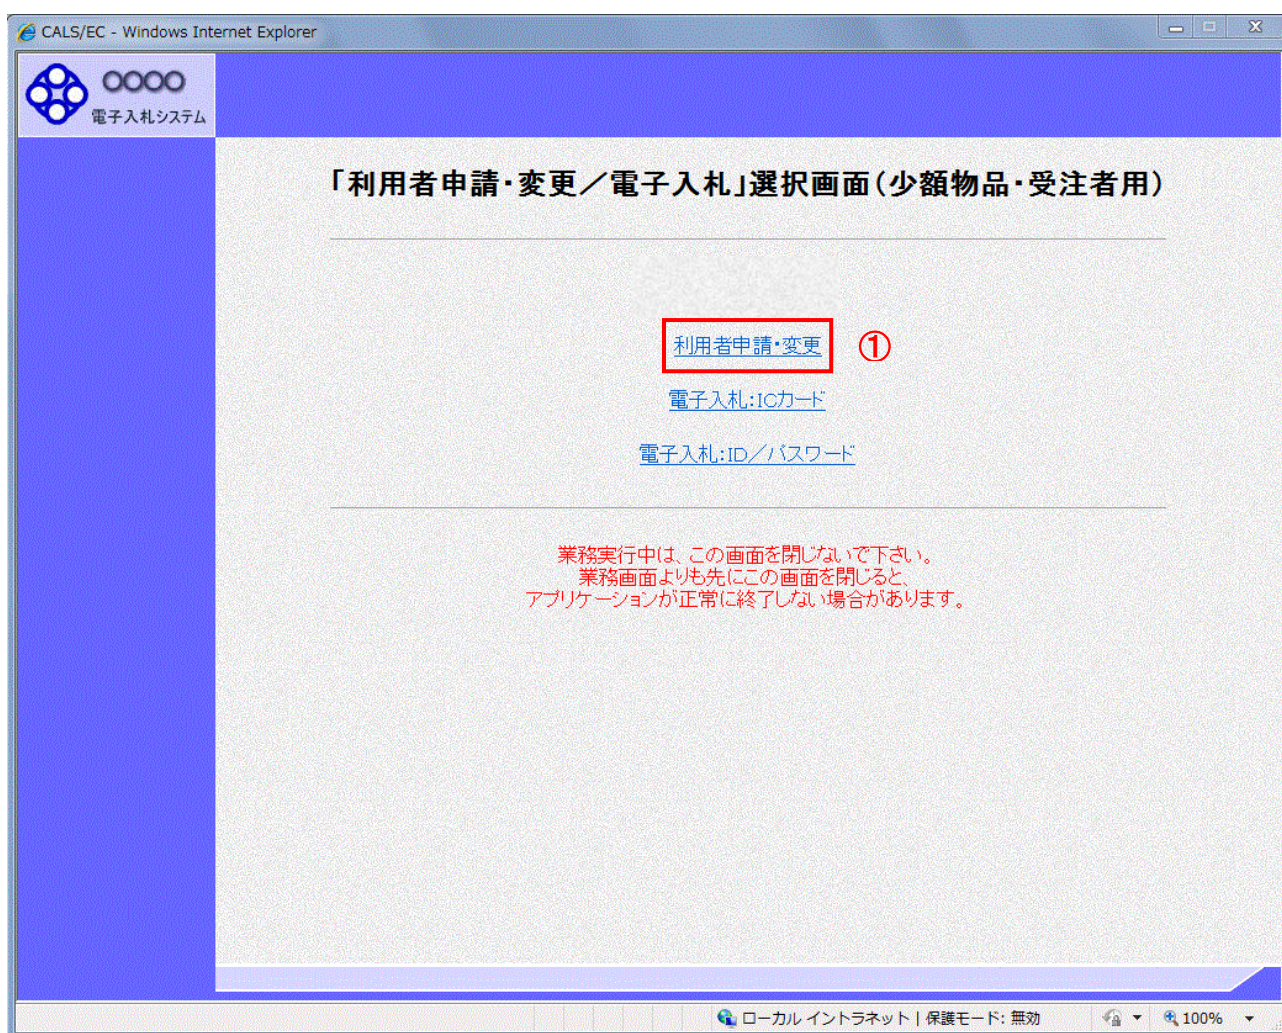 CALS/EC - Windows Internet Explorer
○○○○
電子入札システム
「利用者申請・変更／電子入札」選択画面（少額物品・受注者用）
利用者申請・変更 ①
電子入札：ICカード
電子入札：ID／パスワード
業務実行中は、この画面を閉じないで下さい。
業務画面よりも先にこの画面を閉じると、
アプリケーションが正常に終了しない場合があります。
ローカル イントラネット | 保護モード: 無効 100%